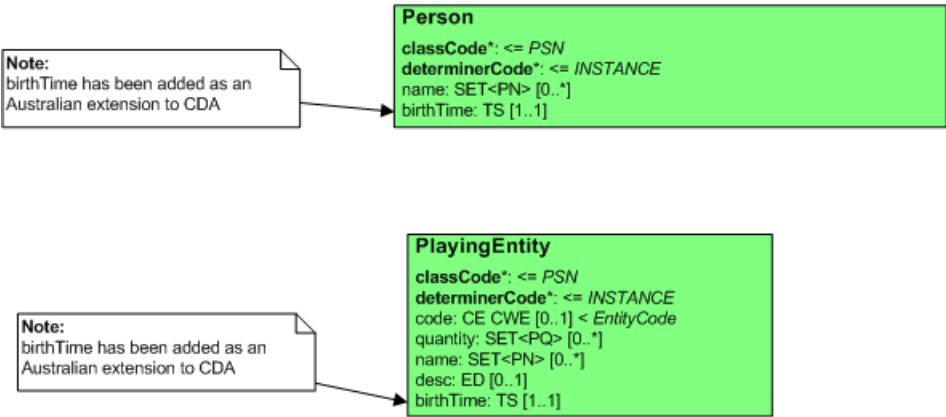 Person
classCode*: <= PSN
determinerCode*: <= INSTANCE
name: SET<PN> [0..*]
birthTime: TS [1..1]
Note:
birthTime has been added as an
Australian extension to CDA
PlayingEntity
classCode*: <= PSN
determinerCode*: <= INSTANCE
code: CE CWE [0..1] < EntityCode
quantity: SET<PQ> [0..*]
name: SET<PN> [0..*]
desc: ED [0..1]
birthTime: TS [1..1]
Note:
birthTime has been added as an
Australian extension to CDA